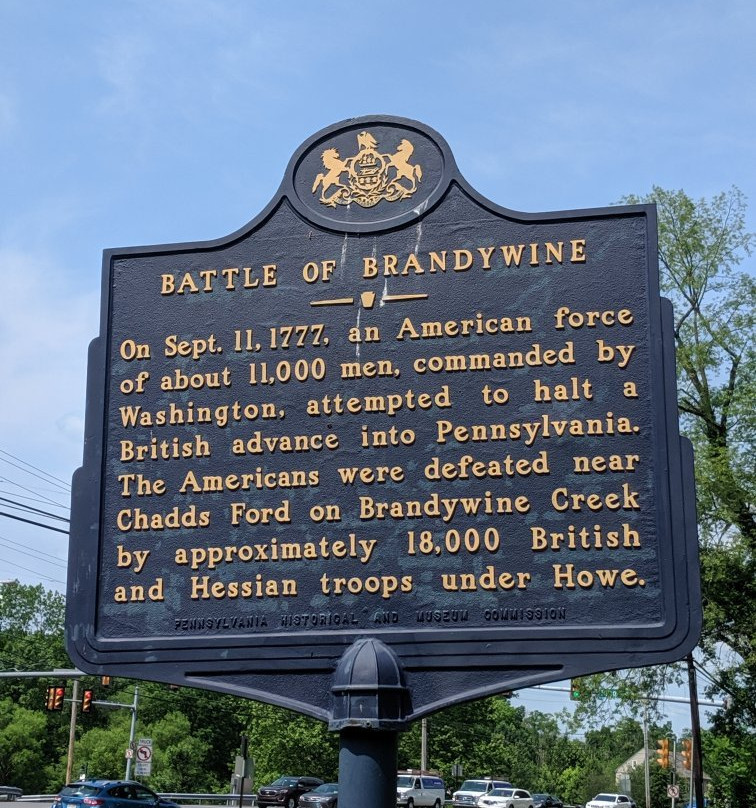 BATTLE OF BRANDYWINE
On Sept. 11, 1777, an American force
of about 11,000 men, commanded by
Washington, attempted to halt a
British advance into Pennsylvania.
The Americans were defeated near
Chadds Ford on Brandywine Creek
by approximately 18,000 British
and Hessian troops under Howe.
PENNSYLVANIA HISTORICAL AND MUSEUM COMMISSION